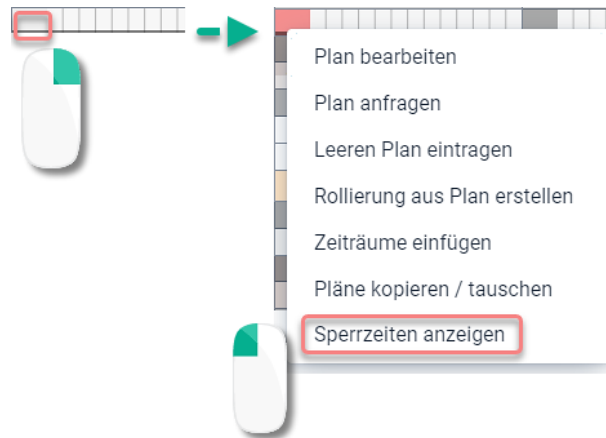 Plan bearbeiten
Plan anfragen
Leeren Plan eintragen
Rollierung aus Plan erstellen
Zeiträume einfügen
Pläne kopieren / tauschen
Sperrzeiten anzeigen